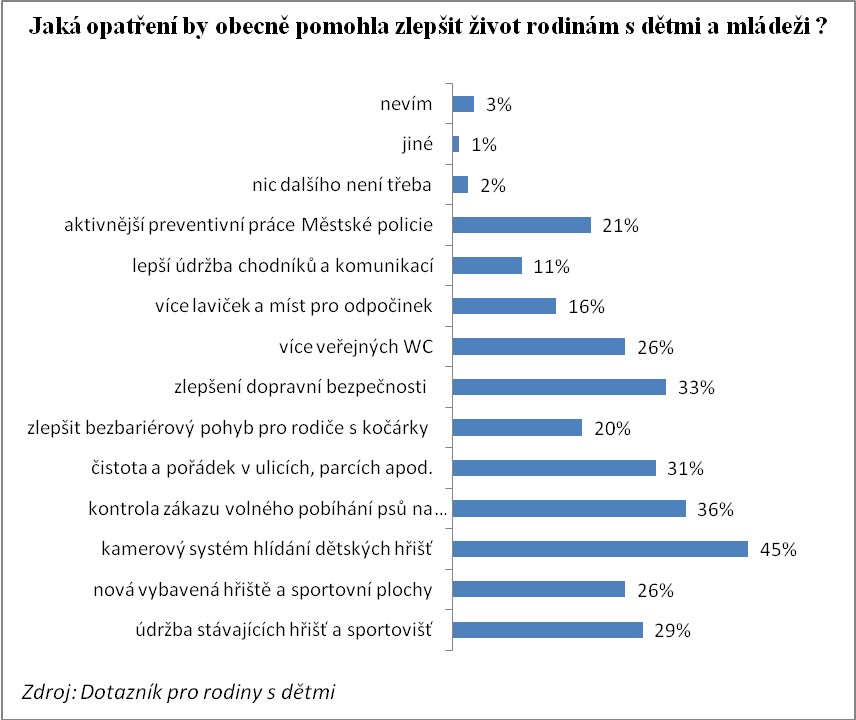 Jaká opatření by obecně pomohla zlepšit život rodinám s dětmi a mládeži ?
nevím 3%
jiné 1%
nic dalšího není třeba 2%
aktivnější preventivní práce Městské policie 21%
lepší údržba chodníků a komunikací 11%
více laviček a míst pro odpočinek 16%
více veřejných WC 26%
zlepšení dopravní bezpečnosti 33%
zlepšit bezbariérový pohyb pro rodiče s kočárky 20%
čistota a pořádek v ulicích, parcích apod. 31%
kontrola zákazu volného pobíhání psů na... 36%
kamerový systém hlídání dětských hřišť 45%
nová vybavená hřiště a sportovní plochy 26%
údržba stávajících hřišť a sportovišť 29%
Zdroj: Dotazník pro rodiny s dětmi